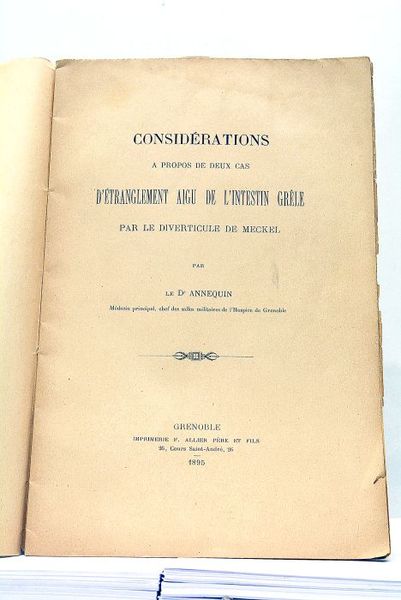 CONSIDÉRATIONS
A PROPOS DE DEUX CAS
D'ÉTRANGLEMENT AIGU DE L'INTESTIN GRÊLE
PAR LE DIVERTICULE DE MECKEL
PAR
LE Dr ANNEQUIN
Médecin principal, chef des salles militaires de l'Hospice de Grenoble
GRENOBLE
IMPRIMERIE F. ALLIER PÈRE ET FILS
26, Cours Saint-André, 26
1895